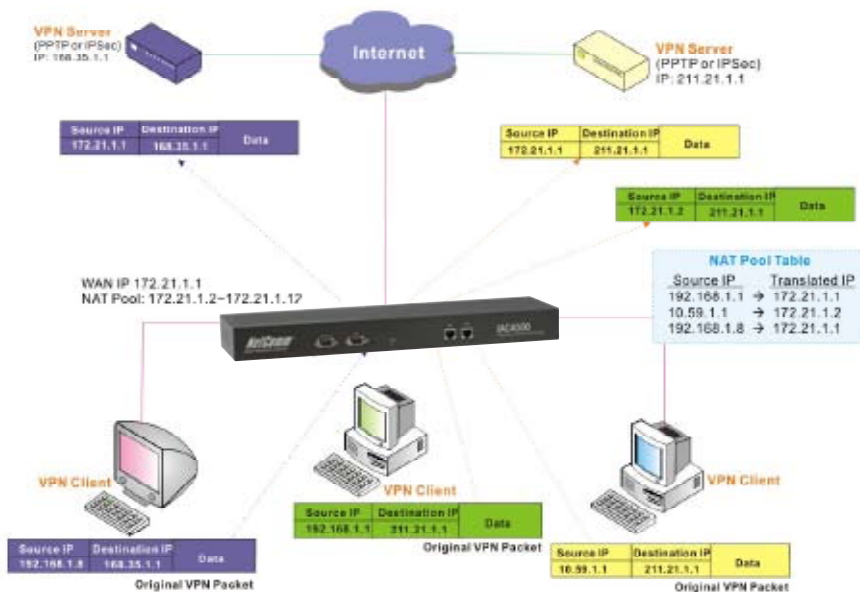 VPN Server
(PPTP or IPSec)
IP: 168.35.1.1
Internet
VPN Server
(PPTP or IPSec)
IP: 211.21.1.1
Source IP Destination IP Data
172.21.1.1 168.35.1.1
Source IP Destination IP Data
172.21.1.1 211.21.1.1
Source IP Destination IP Data
172.21.1.2 211.21.1.1
WAN IP 172.21.1.1
NAT Pool: 172.21.1.2~172.21.1.17
NAT Pool Table
Source IP Translated IP
192.168.1.1 → 172.21.1.1
10.59.1.1 → 172.21.1.2
192.168.1.8 → 172.21.1.1
NetComm
VPN Client
VPN Client
VPN Client
Source IP Destination IP Data
192.168.1.8 168.35.1.1
Original VPN Packet
Source IP Destination IP Data
192.168.1.1 211.21.1.1
Original VPN Packet
Source IP Destination IP Data
10.59.1.1 211.21.1.1
Original VPN Packet